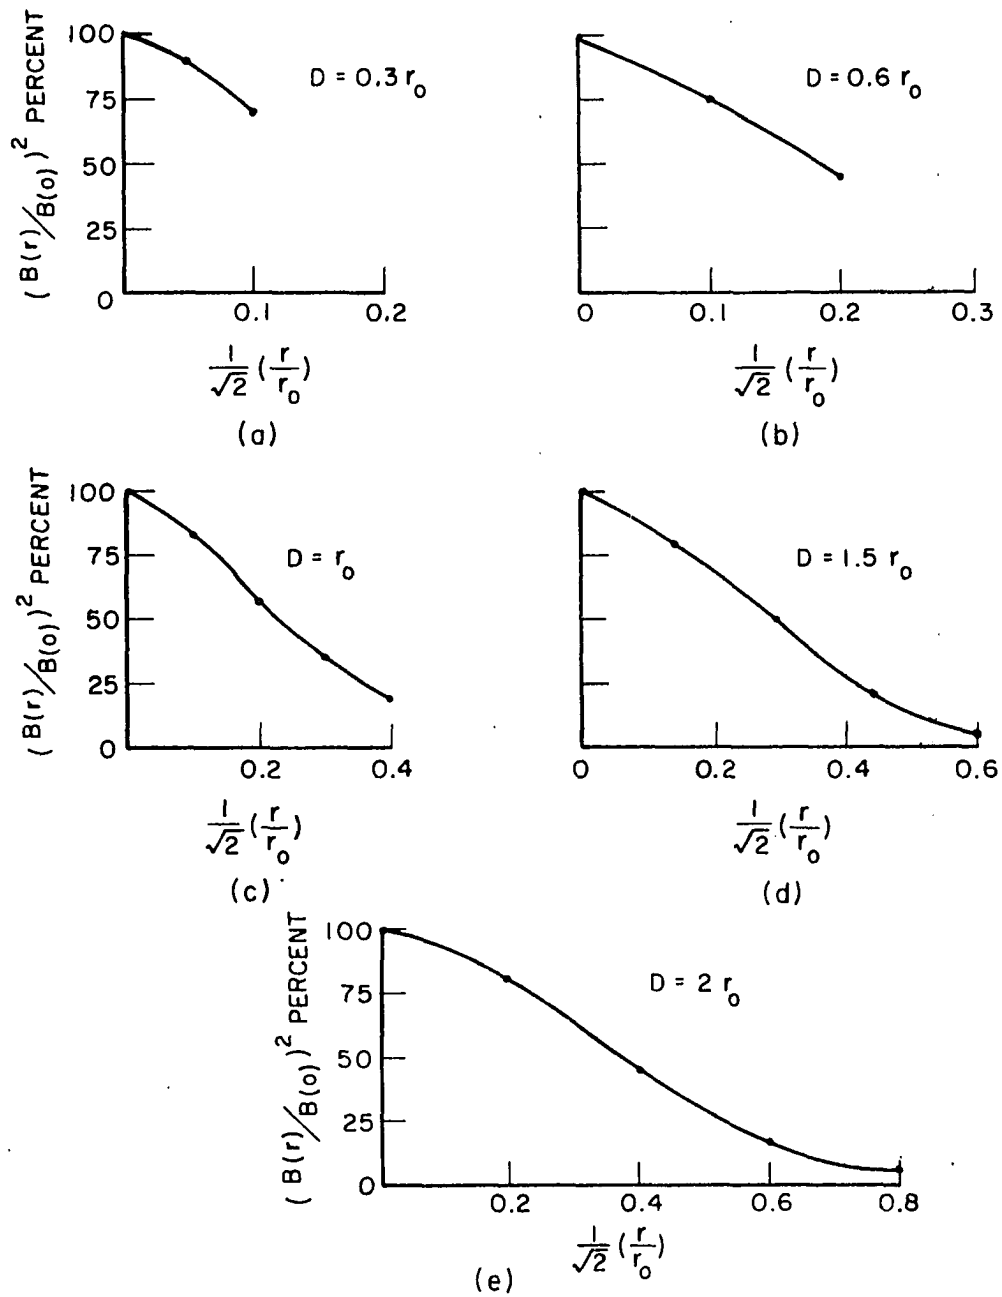 (B(r)/B(o))² PERCENT
100
75
50
25
0
0.1
0.2
D = 0.3 r₀
1/√2 (r/r₀)
(a)
D = 0.6 r₀
0
0.1
0.2
0.3
1/√2 (r/r₀)
(b)
(B(r)/B(o))² PERCENT
100
75
50
25
0
0.2
0.4
D = r₀
1/√2 (r/r₀)
(c)
D = 1.5 r₀
0
0.2
0.4
0.6
1/√2 (r/r₀)
(d)
(B(r)/B(o))² PERCENT
100
75
50
25
0
0.2
0.4
0.6
0.8
D = 2 r₀
1/√2 (r/r₀)
(e)